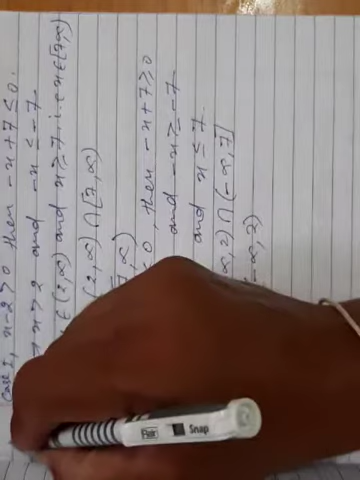 Case I, x-2>0 then -x+7≤0.
x>2 and -x≤-7
∈(2,∞) and x≥7 i.e x∈[7,∞)
(2,∞)∩[7,∞)
,∞)
<0, then -x+7≥0
and -x≥-7
and x≤7
∞,2)∩(-∞,7]
-∞,2)
Flair Snap